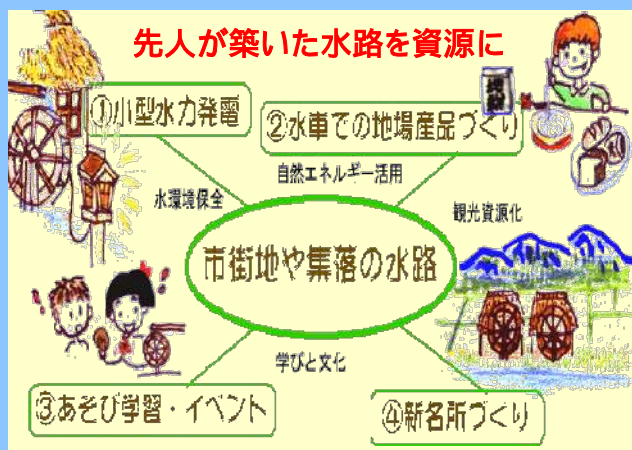 先人が築いた水路を資源に
①小型水力発電
②水車での地場産品づくり
自然エネルギー活用
水環境保全
観光資源化
市街地や集落の水路
学びと文化
③あそび学習・イベント
④新名所づくり